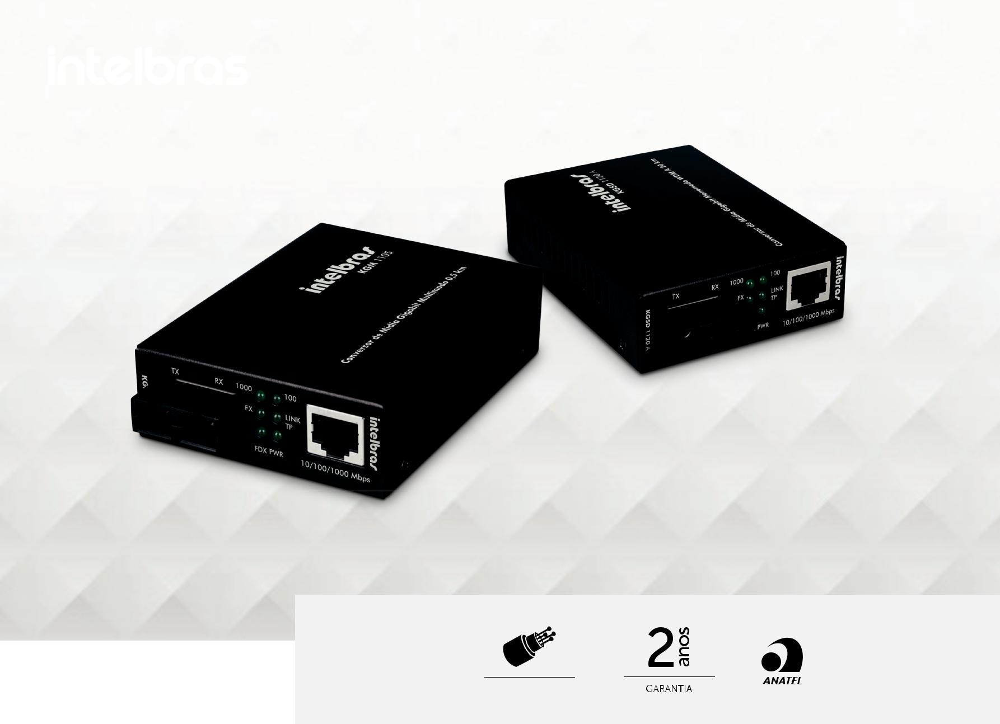 intelbras
intelbras
KGSD 1120 A
Conversor de Mídia Gigabit Monomodo WDM A 20 km
TX
RX
1000
100
FX
LINK
TP
PWR
10/100/1000 Mbps
KGSD 1120 A
intelbras
intelbras
KGM 1105
Conversor de Mídia Gigabit Multimodo 0,5 km
KG
TX
RX
1000
100
FX
LINK
TP
FDX PWR
10/100/1000 Mbps
intelbras
2 anos
GARANTIA
ANATEL